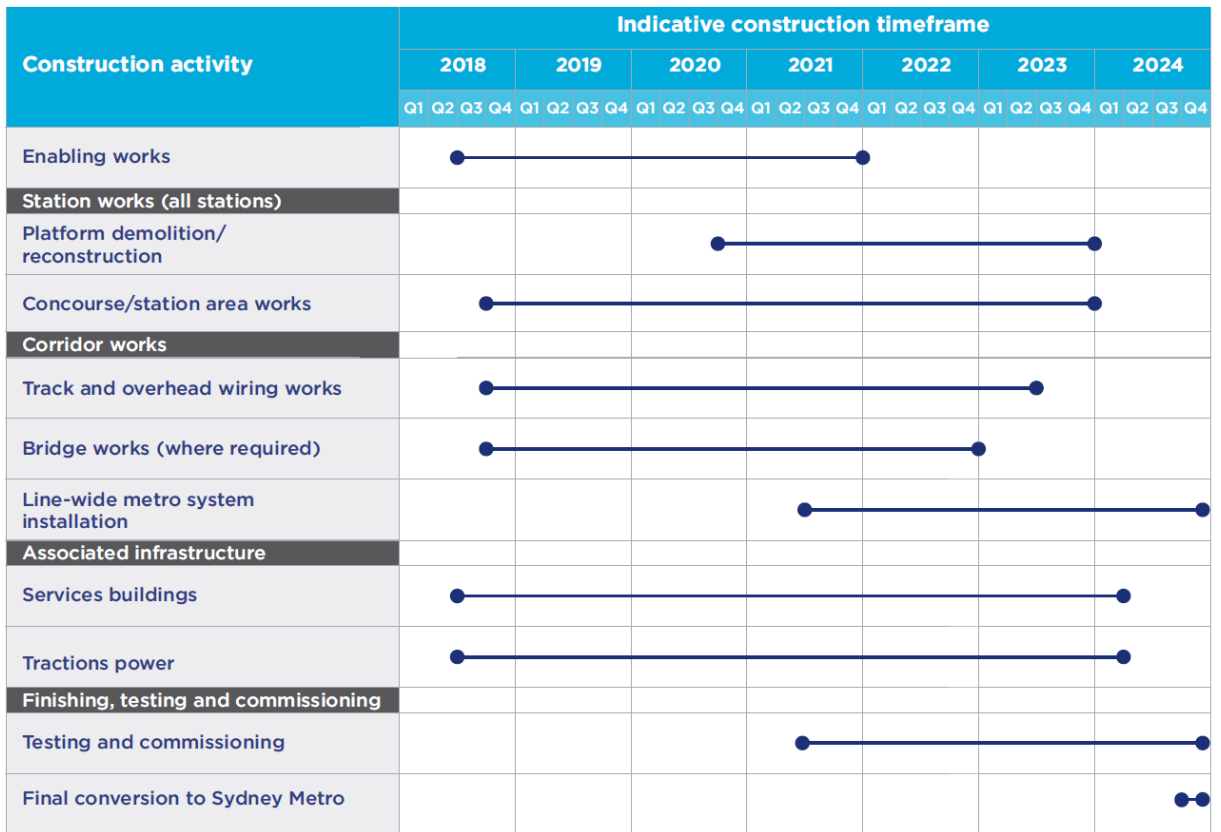 Construction activity
Indicative construction timeframe
2018 2019 2020 2021 2022 2023 2024
Q1 Q2 Q3 Q4 Q1 Q2 Q3 Q4 Q1 Q2 Q3 Q4 Q1 Q2 Q3 Q4 Q1 Q2 Q3 Q4 Q1 Q2 Q3 Q4 Q1 Q2 Q3 Q4
Enabling works
Station works (all stations)
Platform demolition/
reconstruction
Concourse/station area works
Corridor works
Track and overhead wiring works
Bridge works (where required)
Line-wide metro system
installation
Associated infrastructure
Services buildings
Tractions power
Finishing, testing and commissioning
Testing and commissioning
Final conversion to Sydney Metro